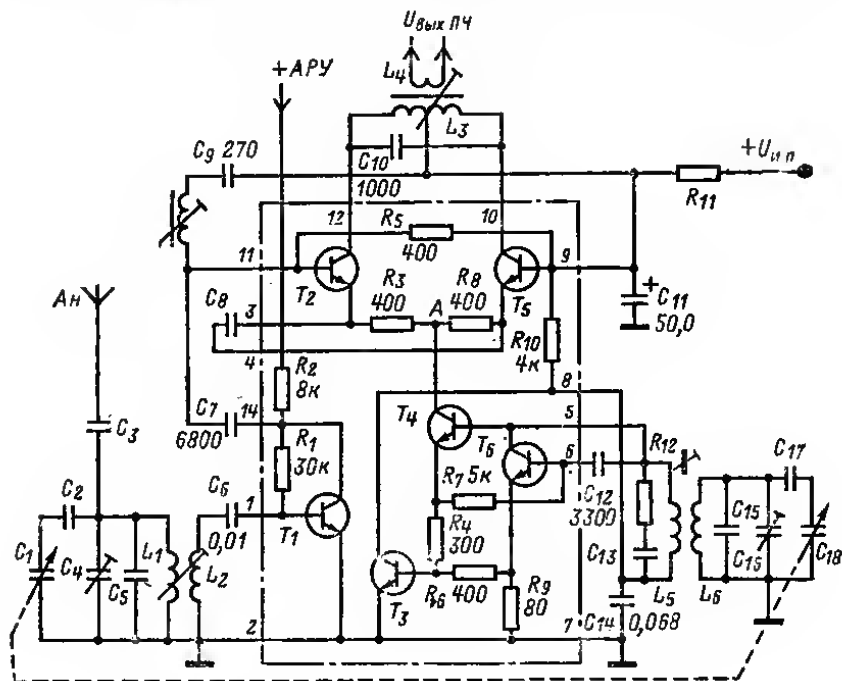 Uвых ПЧ
+АРУ
L4
L3
C9 270
C10
1000
+Uи п
R11
12
10
R5
400
11
9
Ан
T2
R3
400
R8
400
T5
+
C11
50,0
C8
3
A
4
R10
4к
R2
8к
8
C7
14
6800
T4
5
T6
6
R12
C17
C3
R1
30к
R7 5к
C12
3300
C2
C6
1
0,01
T1
R4
300
C15
C1
C4
L1
L2
C13
C16
C18
C5
T3
R6
400
R9
80
L5
L6
2
7
C14
0,068